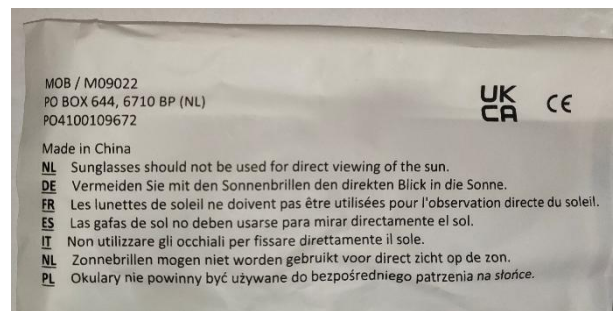 MOB / M09022
PO BOX 644, 6710 BP (NL)
PO4100109672
UK
CA
CE
Made in China
NL Sunglasses should not be used for direct viewing of the sun.
DE Vermeiden Sie mit den Sonnenbrillen den direkten Blick in die Sonne.
FR Les lunettes de soleil ne doivent pas être utilisées pour l'observation directe du soleil.
ES Las gafas de sol no deben usarse para mirar directamente el sol.
IT Non utilizzare gli occhiali per fissare direttamente il sole.
NL Zonnebrillen mogen niet worden gebruikt voor direct zicht op de zon.
PL Okulary nie powinny być używane do bezpośredniego patrzenia na słońce.